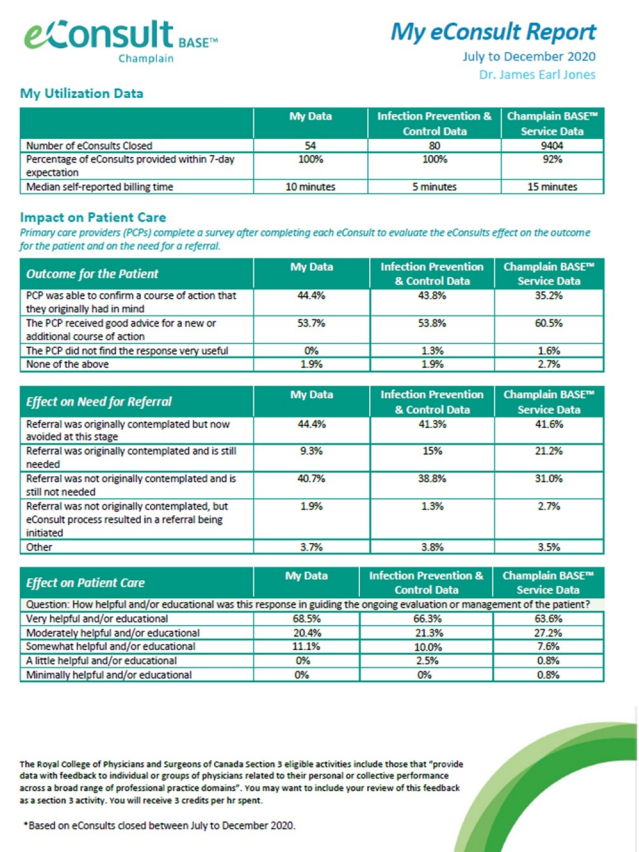 eConsult BASE™
Champlain
My eConsult Report
July to December 2020
Dr. James Earl Jones
My Utilization Data
My Data Infection Prevention & Control Data Champlain BASE™ Service Data
Number of eConsults Closed 54 80 9404
Percentage of eConsults provided within 7-day expectation 100% 100% 92%
Median self-reported billing time 10 minutes 5 minutes 15 minutes
Impact on Patient Care
Primary care providers (PCPs) complete a survey after completing each eConsult to evaluate the eConsults effect on the outcome
for the patient and on the need for a referral.
Outcome for the Patient My Data Infection Prevention & Control Data Champlain BASE™ Service Data
PCP was able to confirm a course of action that they originally had in mind 44.4% 43.8% 35.2%
The PCP received good advice for a new or additional course of action 53.7% 53.8% 60.5%
The PCP did not find the response very useful 0% 1.3% 1.6%
None of the above 1.9% 1.9% 2.7%
Effect on Need for Referral My Data Infection Prevention & Control Data Champlain BASE™ Service Data
Referral was originally contemplated but now avoided at this stage 44.4% 41.3% 41.6%
Referral was originally contemplated and is still needed 9.3% 15% 21.2%
Referral was not originally contemplated and is still not needed 40.7% 38.8% 31.0%
Referral was not originally contemplated, but eConsult process resulted in a referral being initiated 1.9% 1.3% 2.7%
Other 3.7% 3.8% 3.5%
Effect on Patient Care My Data Infection Prevention & Control Data Champlain BASE™ Service Data
Question: How helpful and/or educational was this response in guiding the ongoing evaluation or management of the patient?
Very helpful and/or educational 68.5% 66.3% 63.6%
Moderately helpful and/or educational 20.4% 21.3% 27.2%
Somewhat helpful and/or educational 11.1% 10.0% 7.6%
A little helpful and/or educational 0% 2.5% 0.8%
Minimally helpful and/or educational 0% 0% 0.8%
The Royal College of Physicians and Surgeons of Canada Section 3 eligible activities include those that "provide
data with feedback to individual or groups of physicians related to their personal or collective performance
across a broad range of professional practice domains". You may want to include your review of this feedback
as a section 3 activity. You will receive 3 credits per hr spent.
*Based on eConsults closed between July to December 2020.